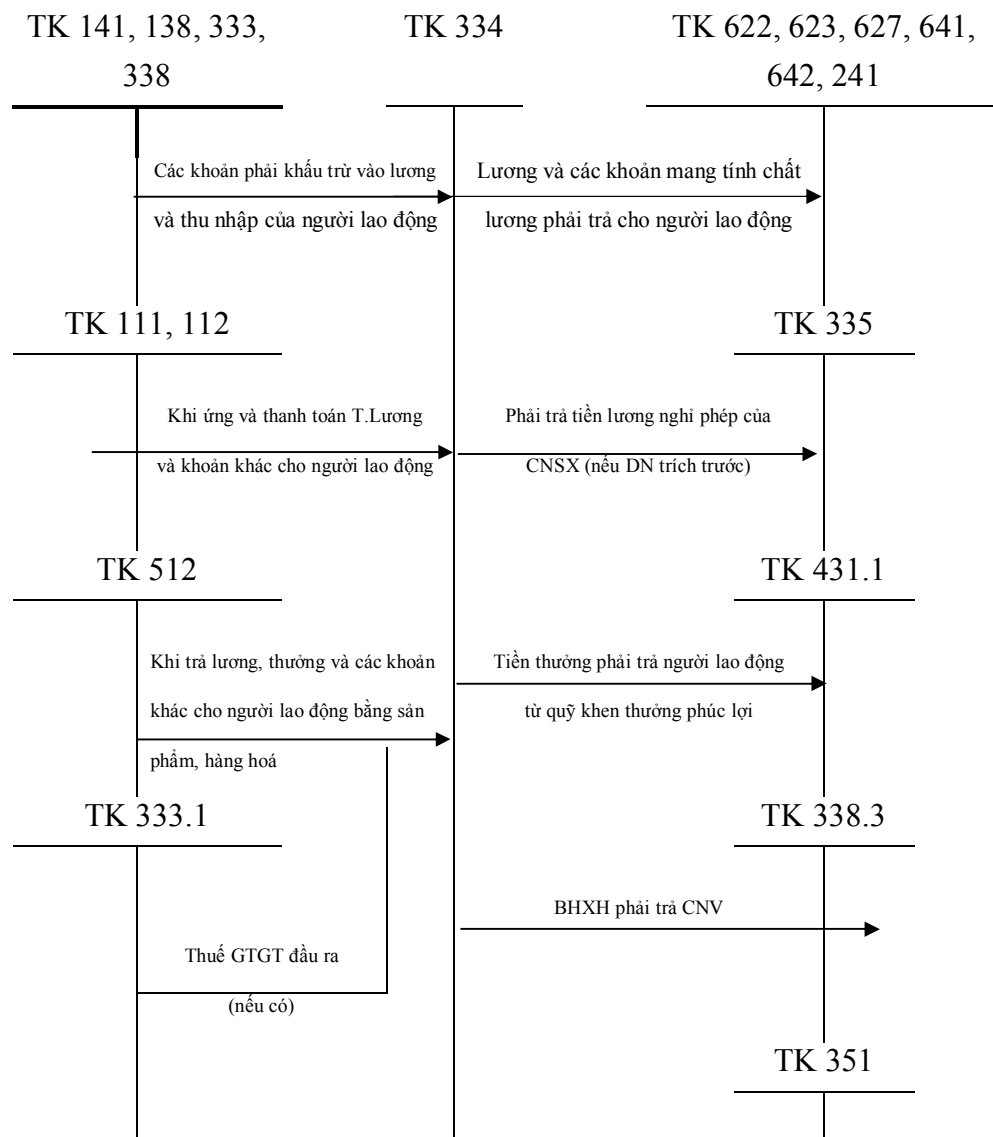 TK 141, 138, 333,
338
TK 334
TK 622, 623, 627, 641,
642, 241
Các khoản phải khấu trừ vào lương
và thu nhập của người lao động
Lương và các khoản mang tính chất
lương phải trả cho người lao động
TK 111, 112
TK 335
Khi ứng và thanh toán T.Lương
và khoản khác cho người lao động
Phải trả tiền lương nghỉ phép của
CNSX (nếu DN trích trước)
TK 512
TK 431.1
Khi trả lương, thưởng và các khoản
khác cho người lao động bằng sản
phẩm, hàng hoá
Tiền thưởng phải trả người lao động
từ quỹ khen thưởng phúc lợi
TK 333.1
TK 338.3
BHXH phải trả CNV
Thuế GTGT đầu ra
(nếu có)
TK 351